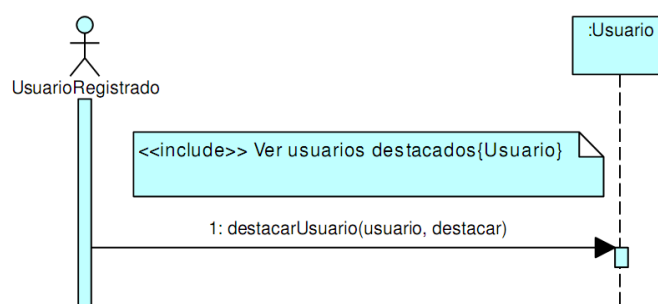 :Usuario
UsuarioRegistrado
<<include>> Ver usuarios destacados{Usuario}
1: destacarUsuario(usuario, destacar)